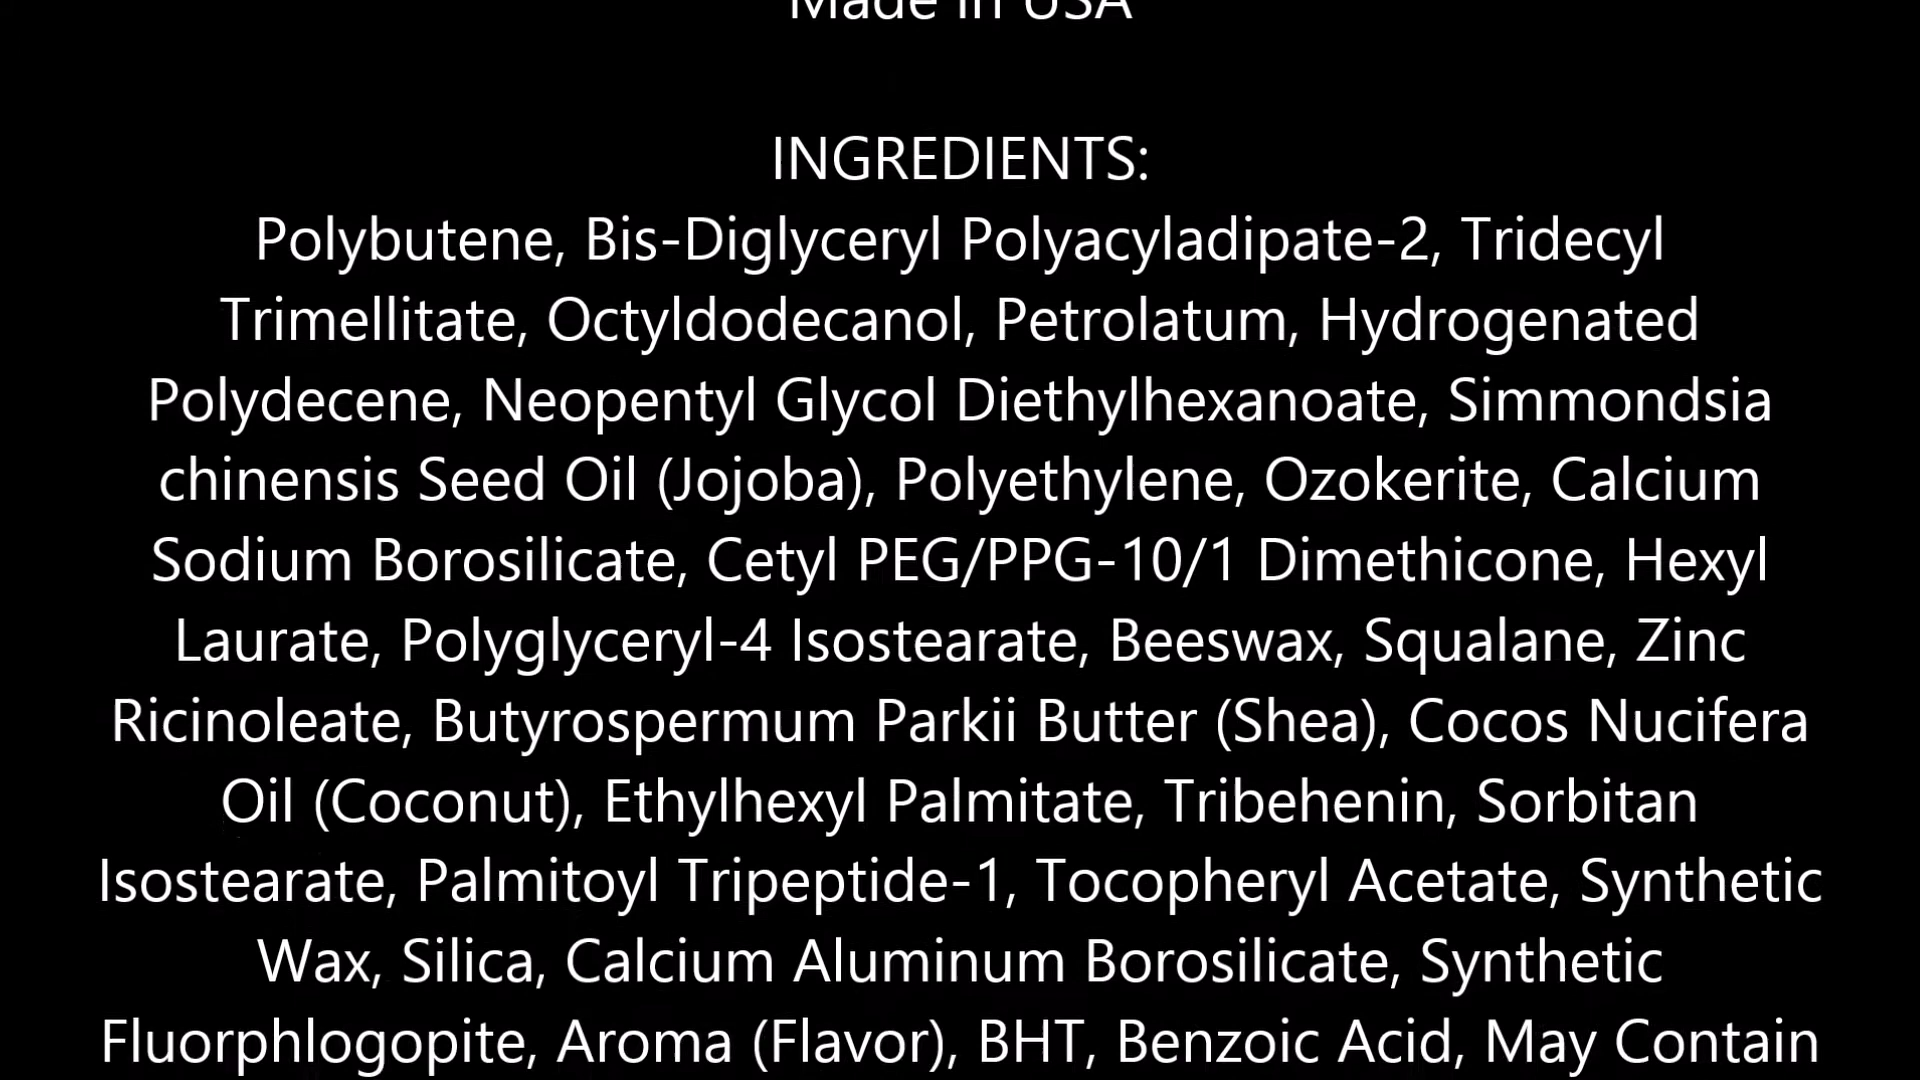 Made in USA
INGREDIENTS:
Polybutene, Bis-Diglyceryl Polyacyladipate-2, Tridecyl
Trimellitate, Octyldodecanol, Petrolatum, Hydrogenated
Polydecene, Neopentyl Glycol Diethylhexanoate, Simmondsia
chinensis Seed Oil (Jojoba), Polyethylene, Ozokerite, Calcium
Sodium Borosilicate, Cetyl PEG/PPG-10/1 Dimethicone, Hexyl
Laurate, Polyglyceryl-4 Isostearate, Beeswax, Squalane, Zinc
Ricinoleate, Butyrospermum Parkii Butter (Shea), Cocos Nucifera
Oil (Coconut), Ethylhexyl Palmitate, Tribehenin, Sorbitan
Isostearate, Palmitoyl Tripeptide-1, Tocopheryl Acetate, Synthetic
Wax, Silica, Calcium Aluminum Borosilicate, Synthetic
Fluorphlogopite, Aroma (Flavor), BHT, Benzoic Acid, May Contain